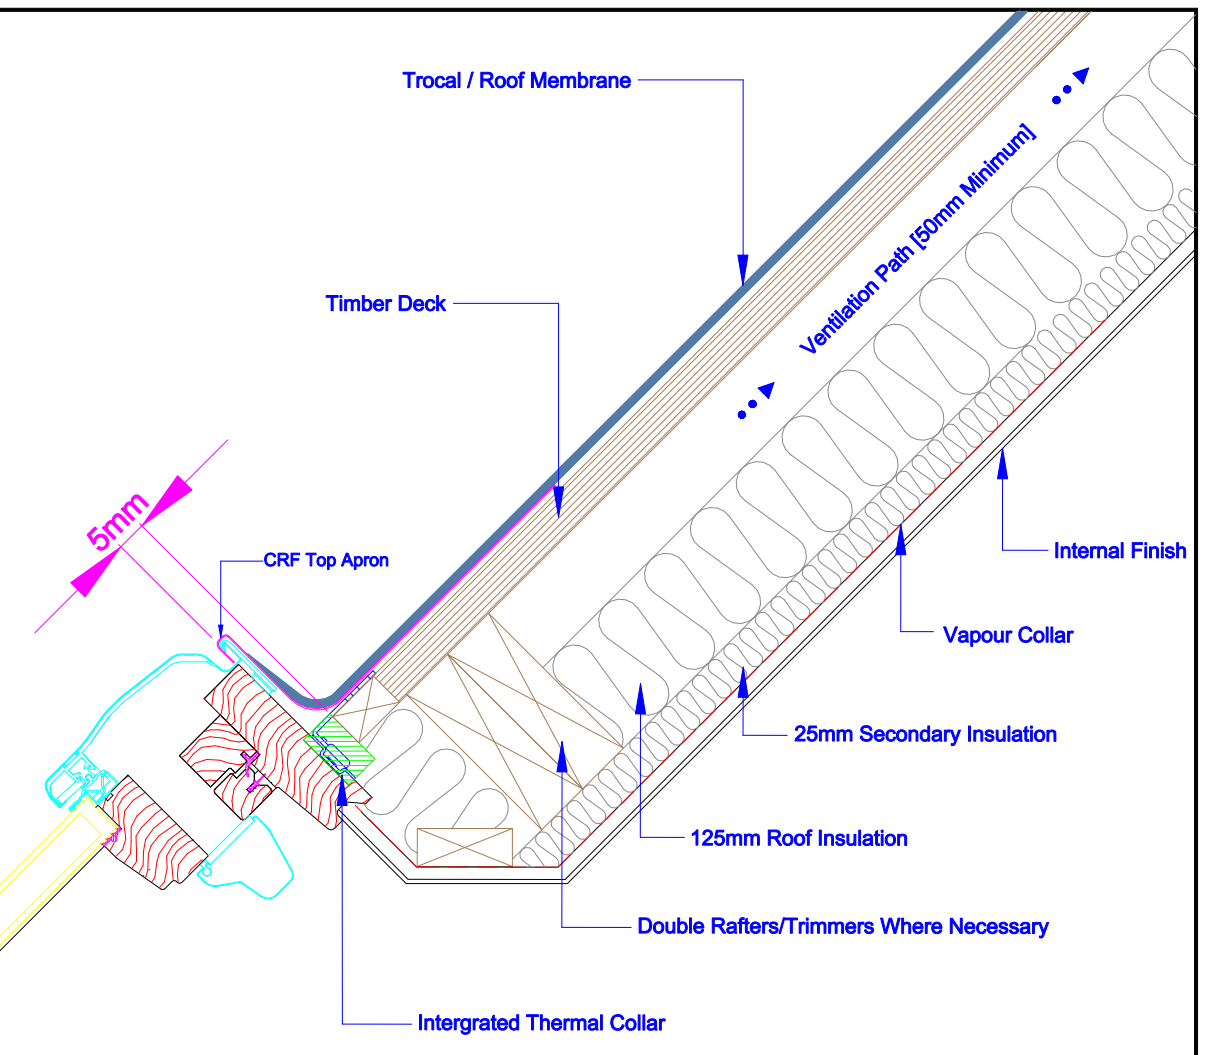 Trocal / Roof Membrane
Ventilation Path [50mm Minimum]
Timber Deck
5mm
CRF Top Apron
Internal Finish
Vapour Collar
25mm Secondary Insulation
125mm Roof Insulation
Double Rafters/Trimmers Where Necessary
Intergrated Thermal Collar